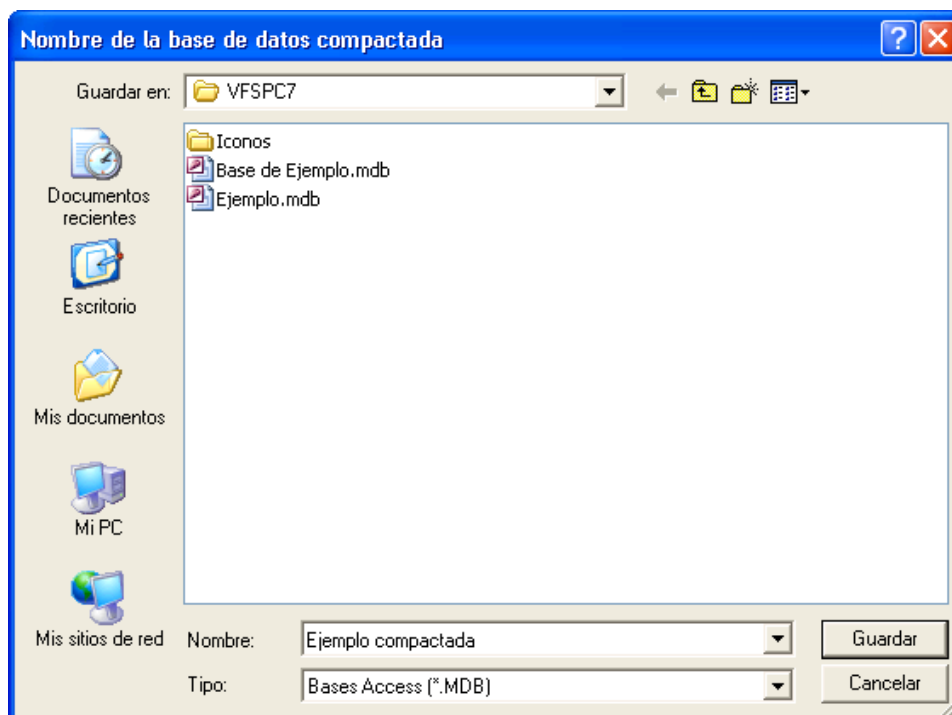 Nombre de la base de datos compactada
Guardar en:
VFSPC7
Iconos
Base de Ejemplo.mdb
Ejemplo.mdb
Documentos
recientes
Escritorio
Mis documentos
Mi PC
Mis sitios de red
Nombre:
Ejemplo compactada
Guardar
Tipo:
Bases Access (*.MDB)
Cancelar